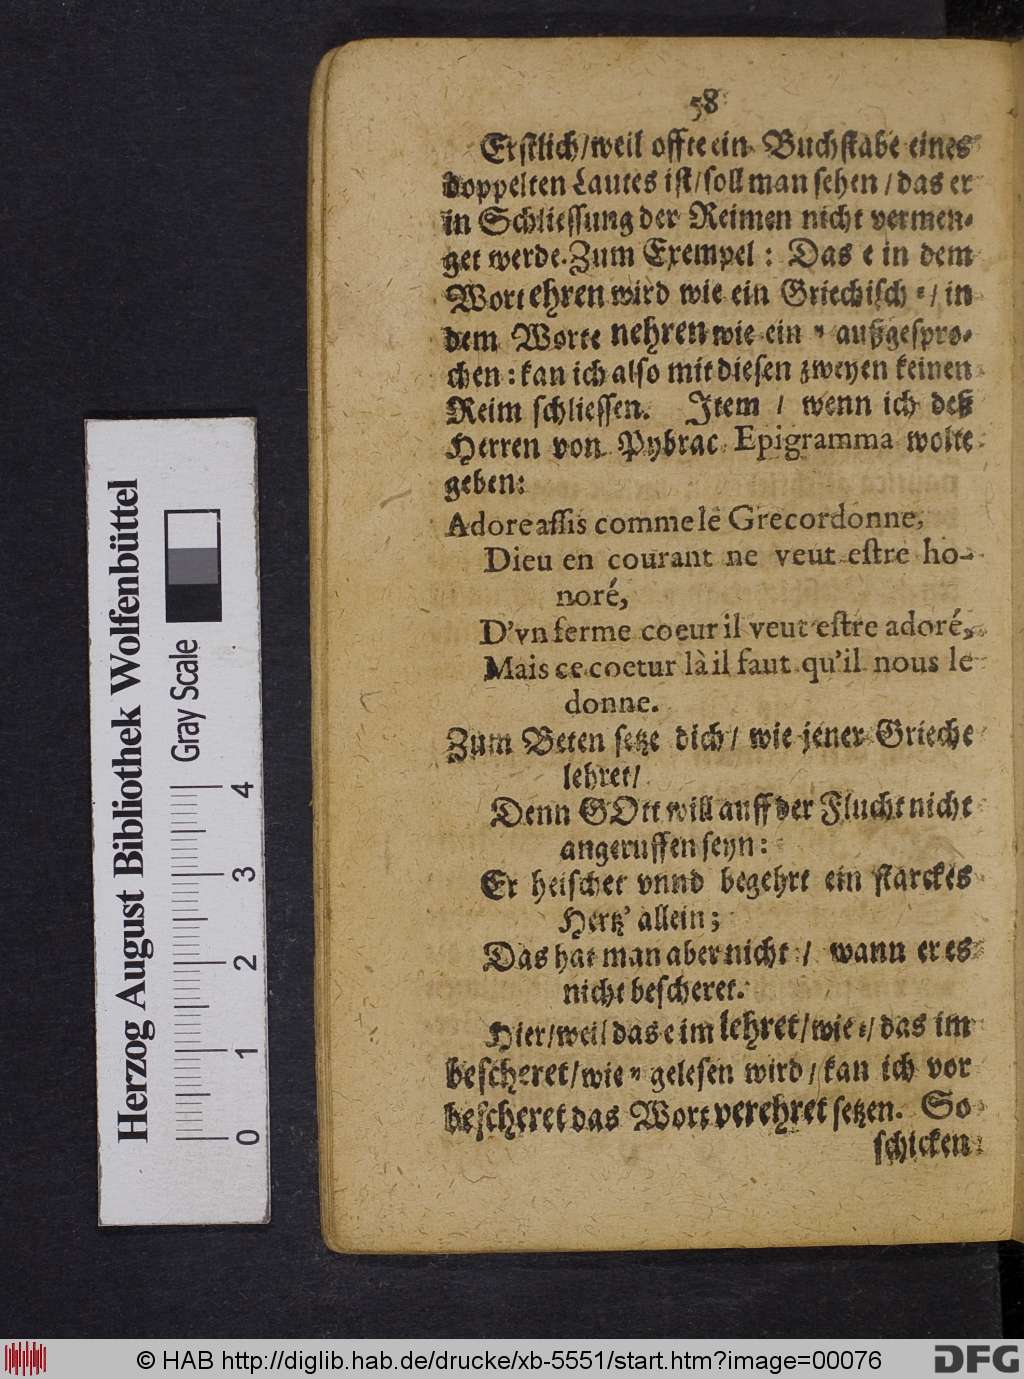 58
Erstlich/weil offte ein Buchstabe eines
doppelten Lautes ist/soll man sehen/das er
in Schliessung der Reimen nicht vermen-
get werde. Zum Exempel: Das e in dem
Wort ehren wird wie ein Griechisch ε/in
dem Worte nehren wie ein η außgespro-
chen: kan ich also mit diesen zweyen keinen
Reim schliessen. Item / wenn ich deß
Herren von Pybrac Epigramma wolte
geben:
Adore assis comme le Grec ordonne,
Dieu en courant ne veut estre ho-
noré,
D'vn ferme coeur il veut estre adoré,
Mais ce coetur là il faut qu'il nous le
donne.
Zum Beten setze dich/ wie jener Grieche
lehret/
Denn GOtt will auff der Flucht nicht
angeruffen seyn:
Er heischet vnnd begehrt ein starckes
Hertz' allein;
Das hat man aber nicht / wann er es
nicht bescheret.
Hier/weil das e im lehret/wie ε/das im
bescheret/wie η gelesen wird/kan ich vor
bescheret das Wort verehret setzen. So
schicken
Herzog August Bibliothek Wolfenbüttel
Gray Scale
4
3
2
1
0
© HAB http://diglib.hab.de/drucke/xb-5551/start.htm?image=00076
DFG